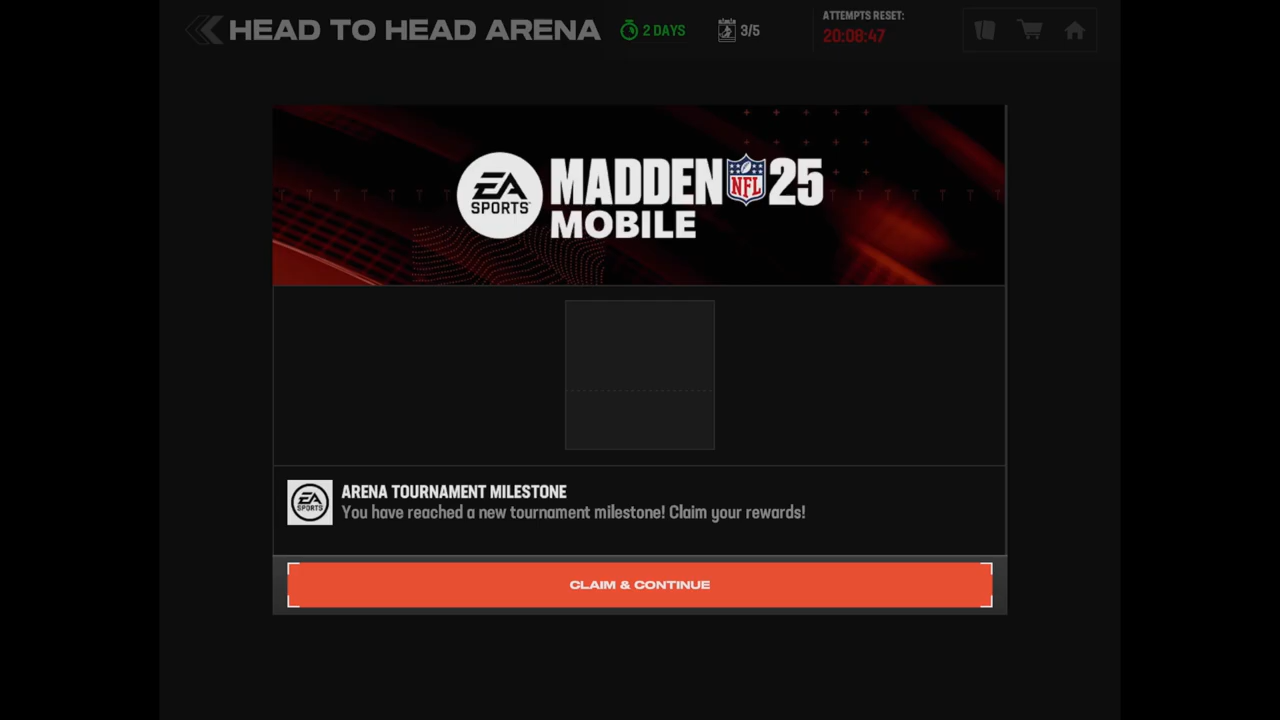 HEAD TO HEAD ARENA
2 DAYS
3/5
ATTEMPTS RESET:
20:08:47
EA SPORTS
MADDEN NFL 25
MOBILE
EA SPORTS
ARENA TOURNAMENT MILESTONE
You have reached a new tournament milestone! Claim your rewards!
CLAIM & CONTINUE